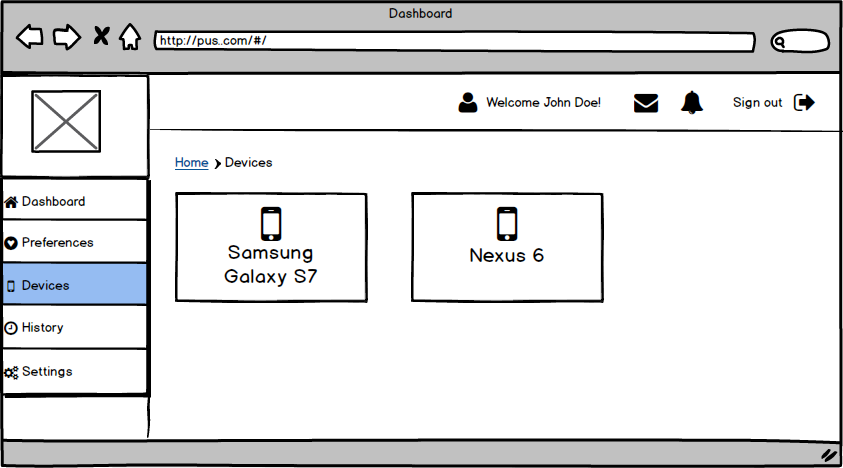 Dashboard
http://pus..com/#/
Welcome John Doe!
Sign out
Home > Devices
Dashboard
Preferences
Devices
History
Settings
Samsung
Galaxy S7
Nexus 6